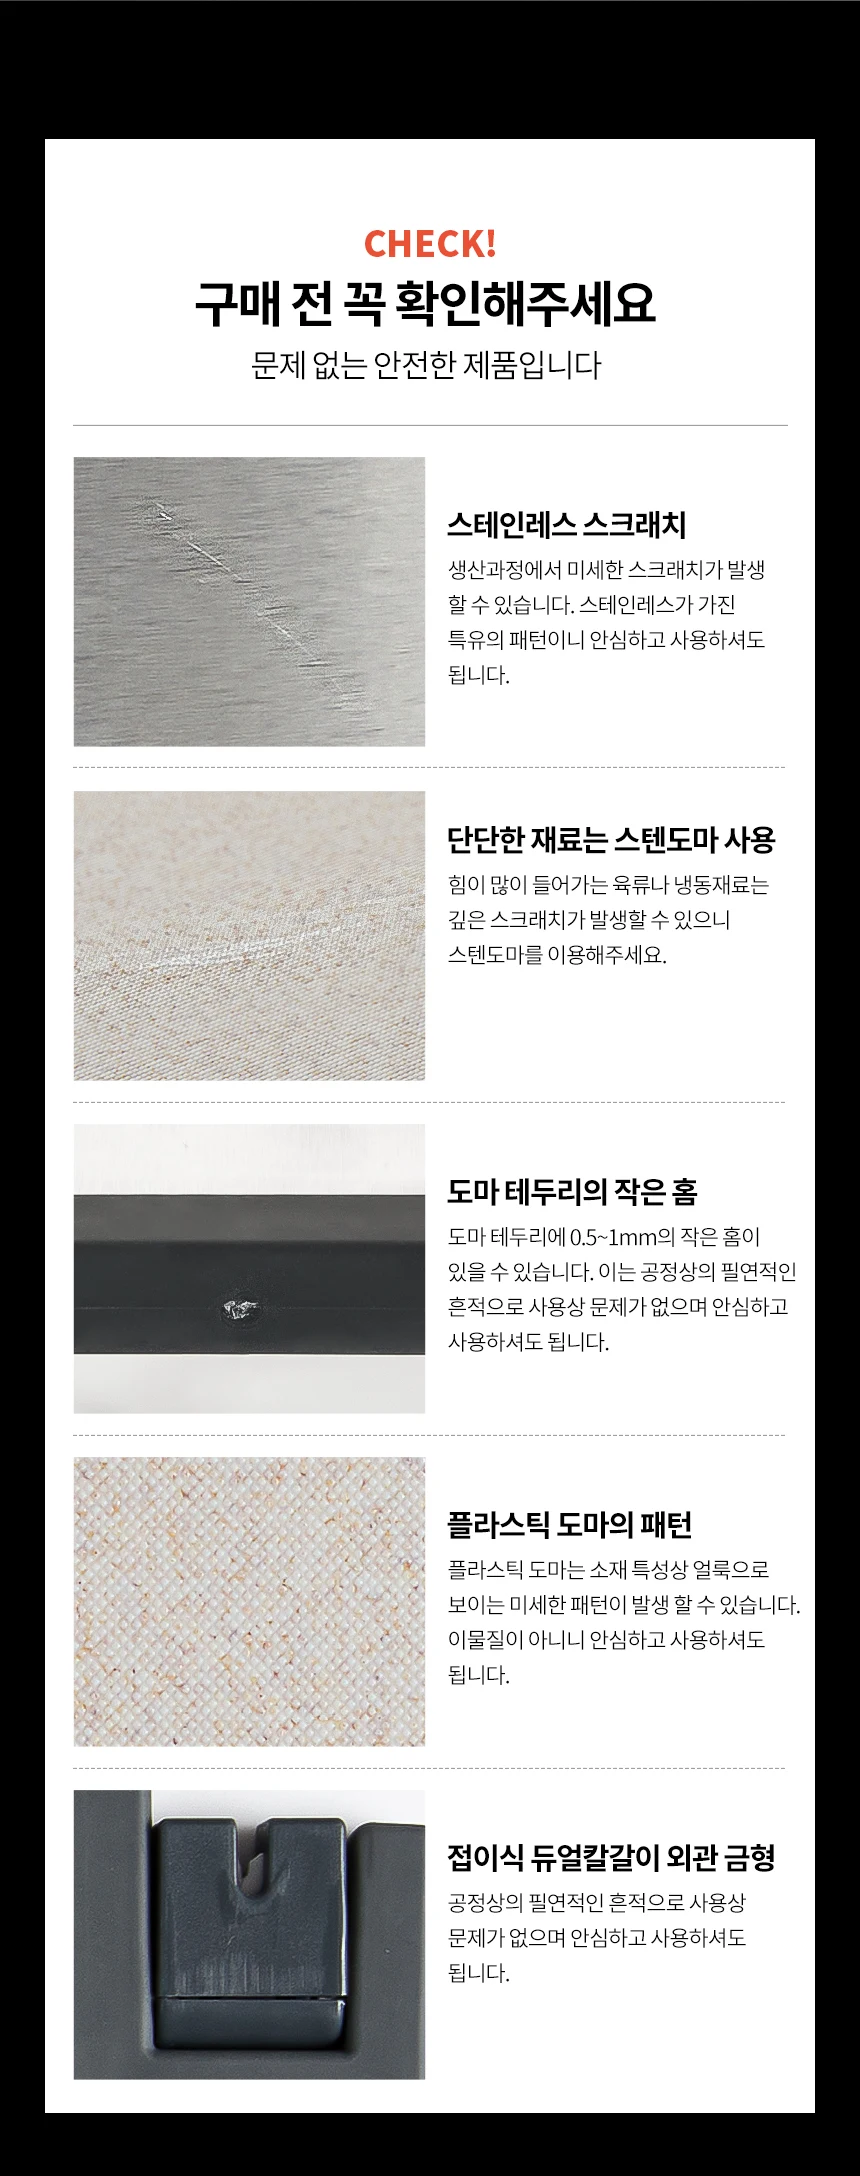 CHECK!
구매 전 꼭 확인해주세요
문제 없는 안전한 제품입니다
스테인레스 스크래치
생산과정에서 미세한 스크래치가 발생
할 수 있습니다. 스테인레스가 가진
특유의 패턴이니 안심하고 사용하셔도
됩니다.
단단한 재료는 스텐도마 사용
힘이 많이 들어가는 육류나 냉동재료는
깊은 스크래치가 발생할 수 있으니
스텐도마를 이용해주세요.
도마 테두리의 작은 홈
도마 테두리에 0.5~1mm의 작은 홈이
있을 수 있습니다. 이는 공정상의 필연적인
흔적으로 사용상 문제가 없으며 안심하고
사용하셔도 됩니다.
플라스틱 도마의 패턴
플라스틱 도마는 소재 특성상 얼룩으로
보이는 미세한 패턴이 발생 할 수 있습니다.
이물질이 아니니 안심하고 사용하셔도
됩니다.
접이식 듀얼칼갈이 외관 금형
공정상의 필연적인 흔적으로 사용상
문제가 없으며 안심하고 사용하셔도
됩니다.